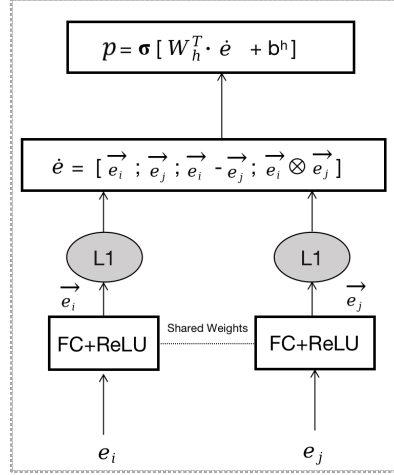 p = σ [ W_h^T · ė + b^h ]
ė = [ e_i→ ; e_j→ ; e_i→ - e_j→ ; e_i→ ⊗ e_j→ ]
L1 L1
e_i→ e_j→
FC+ReLU Shared Weights FC+ReLU
e_i e_j